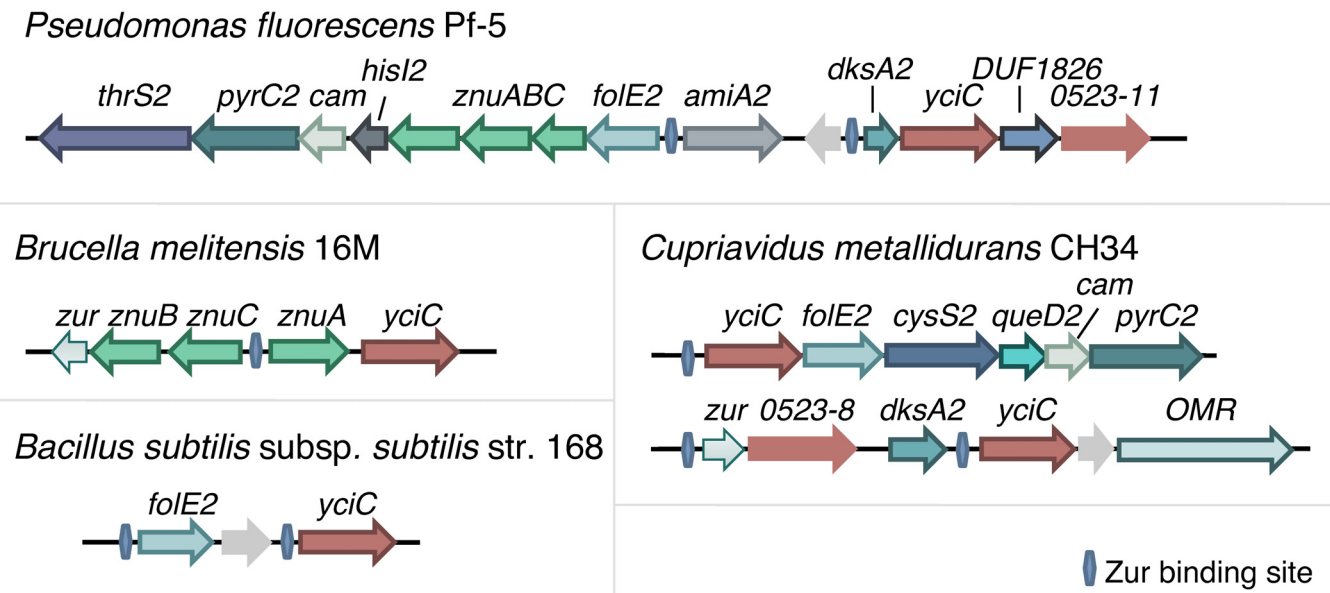 Pseudomonas fluorescens Pf-5
hisI2 dksA2 DUF1826
thrS2 pyrC2 cam znuABC folE2 amiA2 yciC 0523-11
Brucella melitensis 16M
zur znuB znuC znuA yciC
Bacillus subtilis subsp. subtilis str. 168
folE2 yciC
Cupriavidus metallidurans CH34
cam
yciC folE2 cysS2 queD2 pyrC2
zur 0523-8 dksA2 yciC OMR
Zur binding site